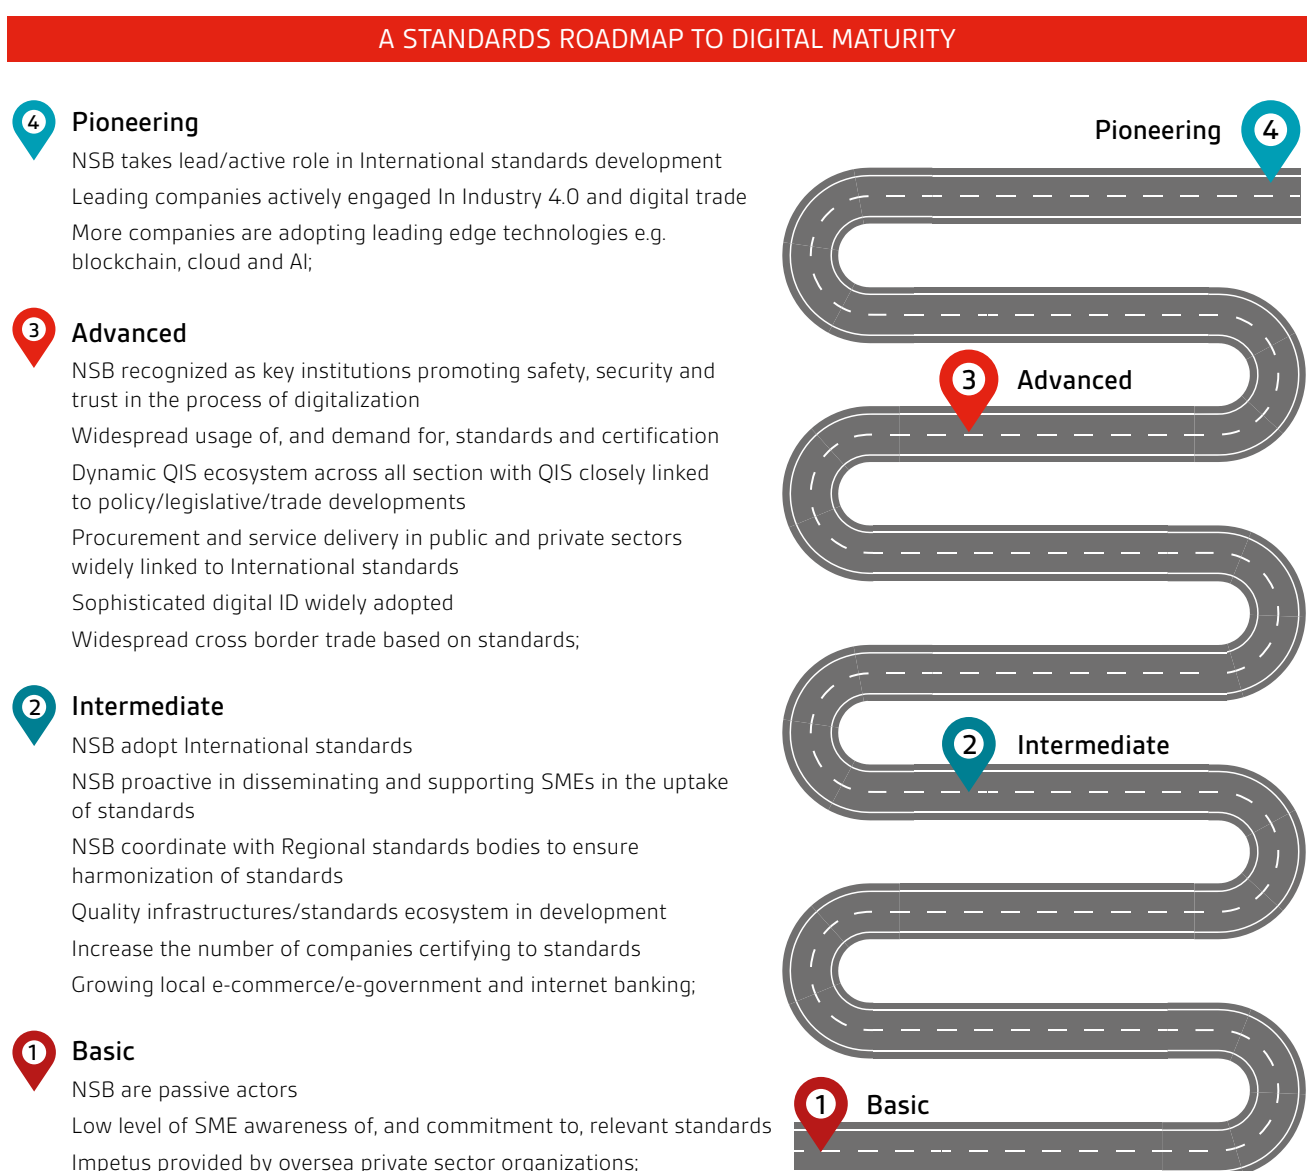 A STANDARDS ROADMAP TO DIGITAL MATURITY
4 Pioneering
NSB takes lead/active role in International standards development
Leading companies actively engaged In Industry 4.0 and digital trade
More companies are adopting leading edge technologies e.g.
blockchain, cloud and AI;
3 Advanced
NSB recognized as key institutions promoting safety, security and
trust in the process of digitalization
Widespread usage of, and demand for, standards and certification
Dynamic QIS ecosystem across all section with QIS closely linked
to policy/legislative/trade developments
Procurement and service delivery in public and private sectors
widely linked to International standards
Sophisticated digital ID widely adopted
Widespread cross border trade based on standards;
2 Intermediate
NSB adopt International standards
NSB proactive in disseminating and supporting SMEs in the uptake
of standards
NSB coordinate with Regional standards bodies to ensure
harmonization of standards
Quality infrastructures/standards ecosystem in development
Increase the number of companies certifying to standards
Growing local e-commerce/e-government and internet banking;
1 Basic
NSB are passive actors
Low level of SME awareness of, and commitment to, relevant standards
Impetus provided by oversea private sector organizations;
Pioneering 4
3 Advanced
2 Intermediate
1 Basic